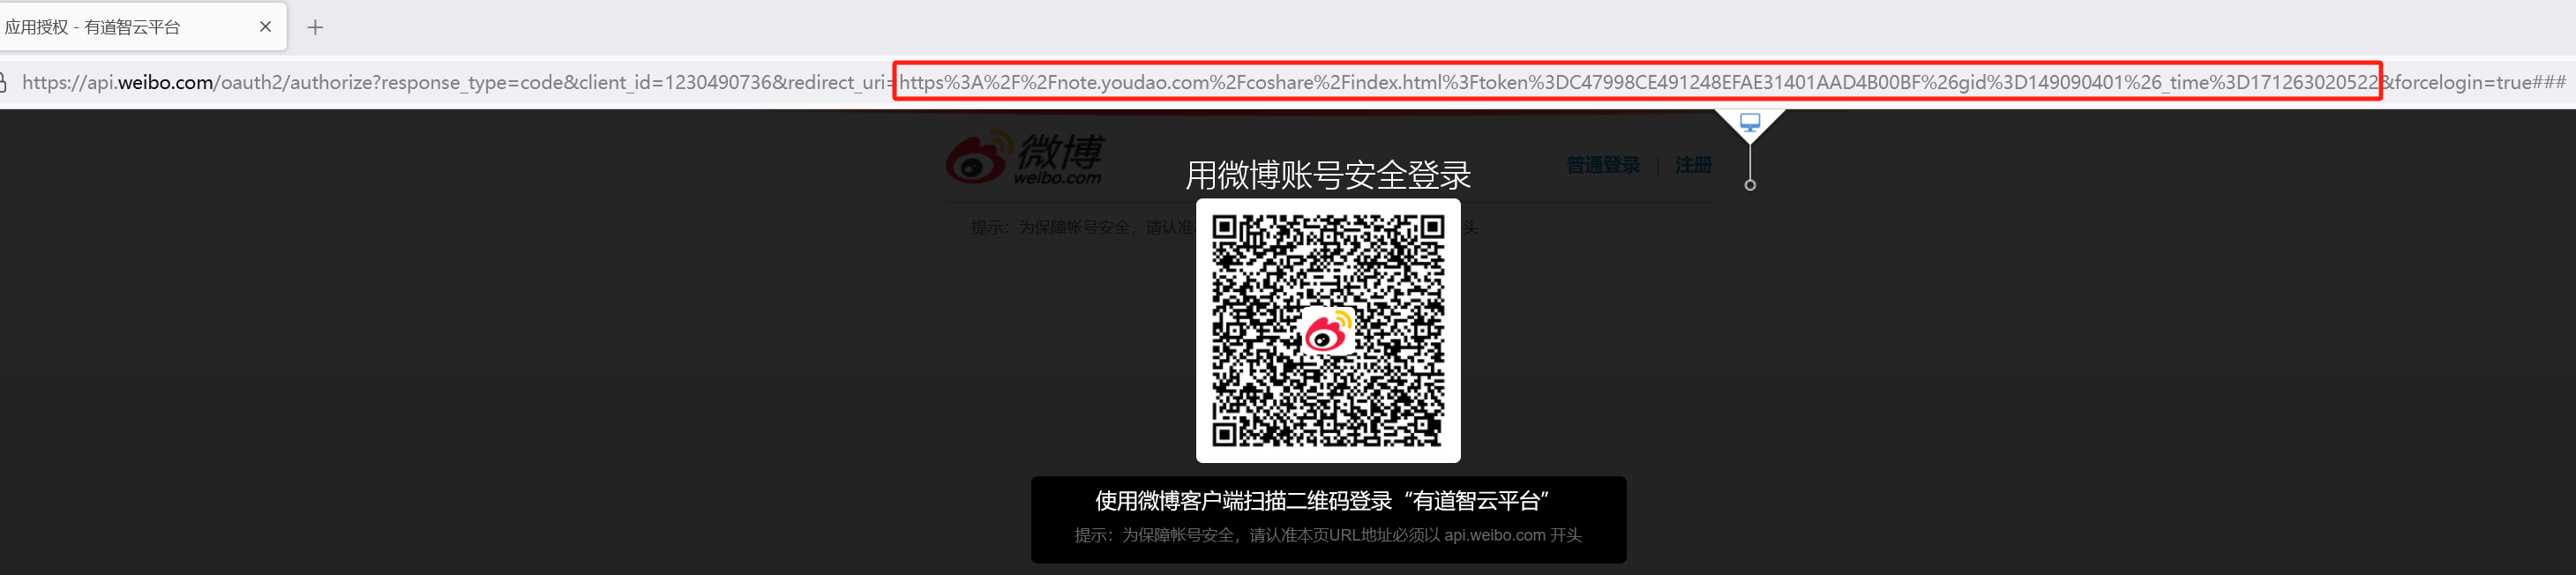 应用授权 - 有道智云平台
https://api.weibo.com/oauth2/authorize?response_type=code&client_id=1230490736&redirect_uri=https%3A%2F%2Fnote.youdao.com%2Fcoshare%2Findex.html%3Ftoken%3DC47998CE491248EFAE31401AAD4B00BF%26gid%3D149090401%26_time%3D171263020522&forcelogin=true###
微博
weibo.com
用微博账号安全登录
普通登录 | 注册
提示：为保障帐号安全，请认准 头
使用微博客户端扫描二维码登录“有道智云平台”
提示：为保障帐号安全，请认准本页URL地址必须以 api.weibo.com 开头